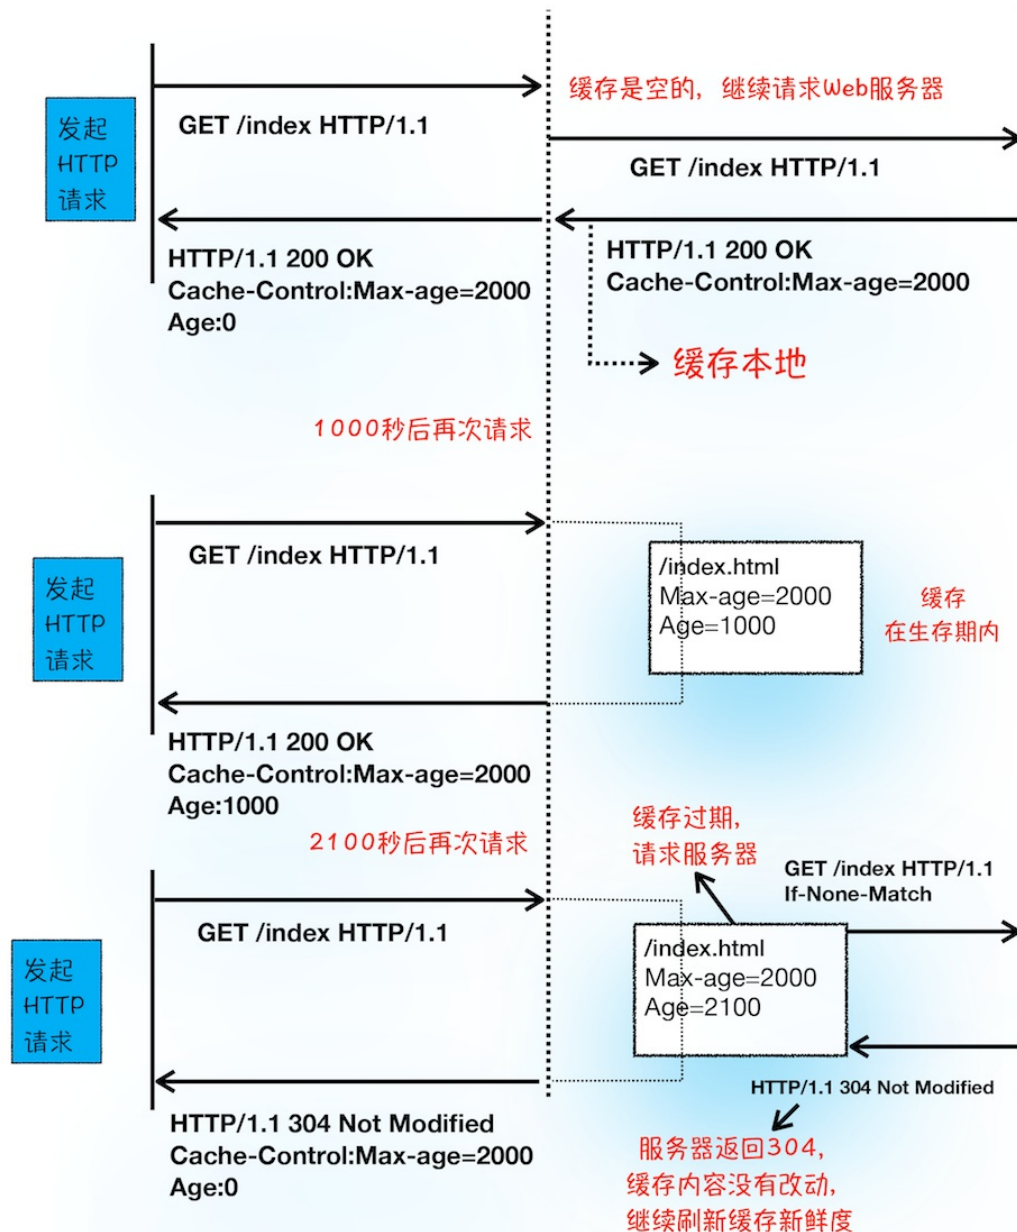 缓存是空的，继续请求Web服务器
发起
HTTP
请求
GET /index HTTP/1.1
GET /index HTTP/1.1
HTTP/1.1 200 OK
Cache-Control:Max-age=2000
Age:0
HTTP/1.1 200 OK
Cache-Control:Max-age=2000
缓存本地
1000秒后再次请求
发起
HTTP
请求
GET /index HTTP/1.1
/index.html
Max-age=2000
Age=1000
缓存
在生存期内
HTTP/1.1 200 OK
Cache-Control:Max-age=2000
Age:1000
2100秒后再次请求
缓存过期，
请求服务器
GET /index HTTP/1.1
If-None-Match
发起
HTTP
请求
GET /index HTTP/1.1
/index.html
Max-age=2000
Age=2100
HTTP/1.1 304 Not Modified
HTTP/1.1 304 Not Modified
Cache-Control:Max-age=2000
Age:0
服务器返回304，
缓存内容没有改动，
继续刷新缓存新鲜度